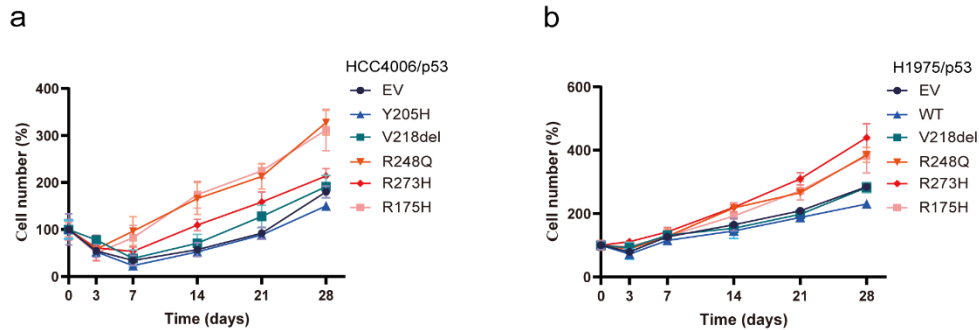 a
HCC4006/p53
EV
Y205H
V218del
R248Q
R273H
R175H
Cell number (%)
400
300
200
100
0
0 3 7 14 21 28
Time (days)
b
H1975/p53
EV
WT
V218del
R248Q
R273H
R175H
Cell number (%)
600
400
200
0
0 3 7 14 21 28
Time (days)